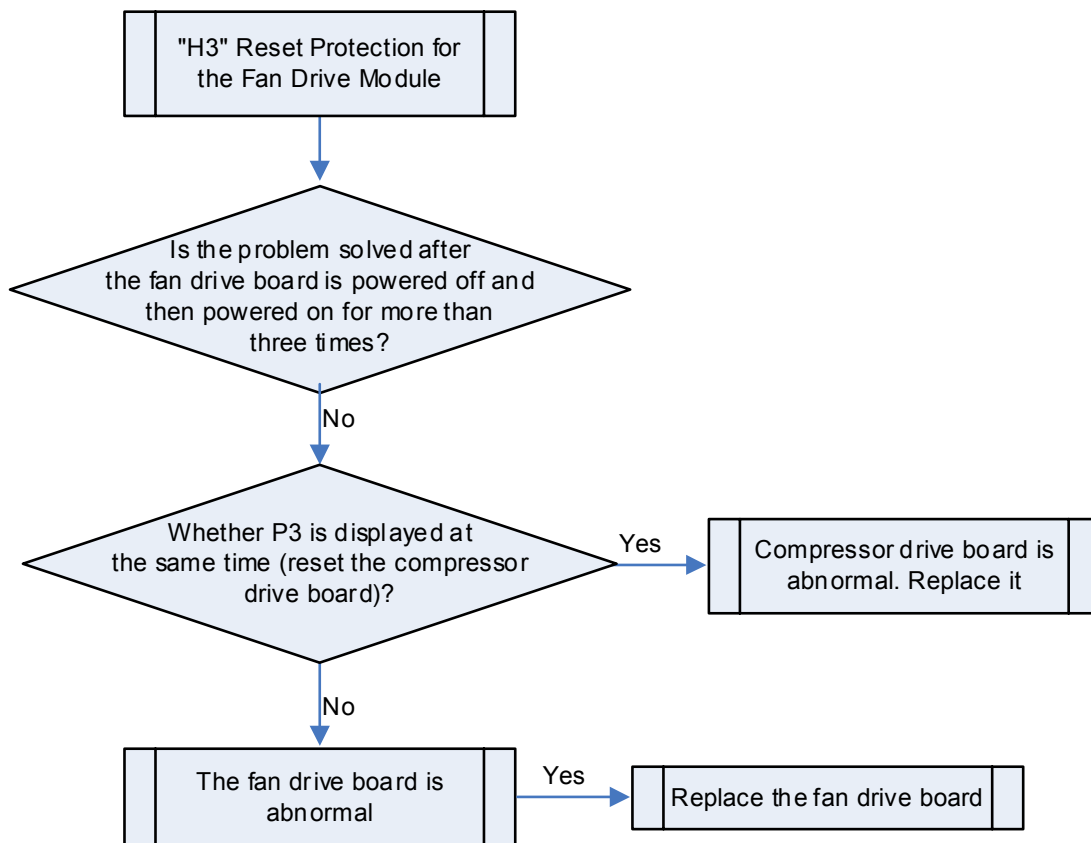 "H3" Reset Protection for
the Fan Drive Module
Is the problem solved after
the fan drive board is powered off and
then powered on for more than
three times?
No
Whether P3 is displayed at
the same time (reset the compressor
drive board)?
Yes
Compressor drive board is
abnormal. Replace it
No
The fan drive board is
abnormal
Yes
Replace the fan drive board